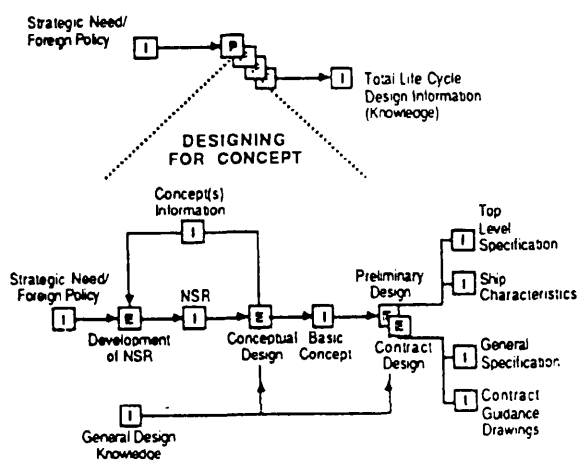 Strategic Need/
Foreign Policy
I
P
I
Total Life Cycle
Design Information
(Knowledge)
DESIGNING
FOR CONCEPT
Concept(s)
Information
I
Strategic Need/
Foreign Policy
I
Development
of NSR
NSR
I
Conceptual
Design
I
Basic
Concept
Preliminary
Design
Contract
Design
Top
Level
Specification
I
Ship
Characteristics
I
General
Specification
I
Contract
Guidance
Drawings
I
General Design
Knowledge
I